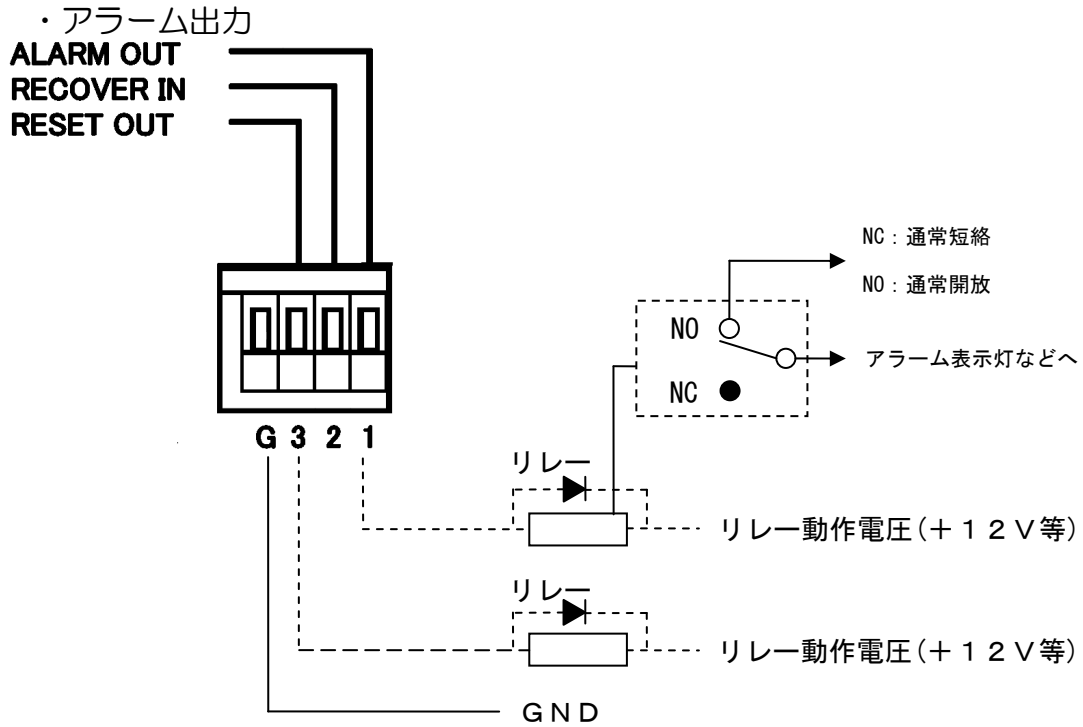 ・アラーム出力
ALARM OUT
RECOVER IN
RESET OUT
NC：通常短絡
NO：通常開放
NO
アラーム表示灯などへ
NC
G 3 2 1
リレー
リレー動作電圧（＋１２Ｖ等）
リレー
リレー動作電圧（＋１２Ｖ等）
ＧＮＤ